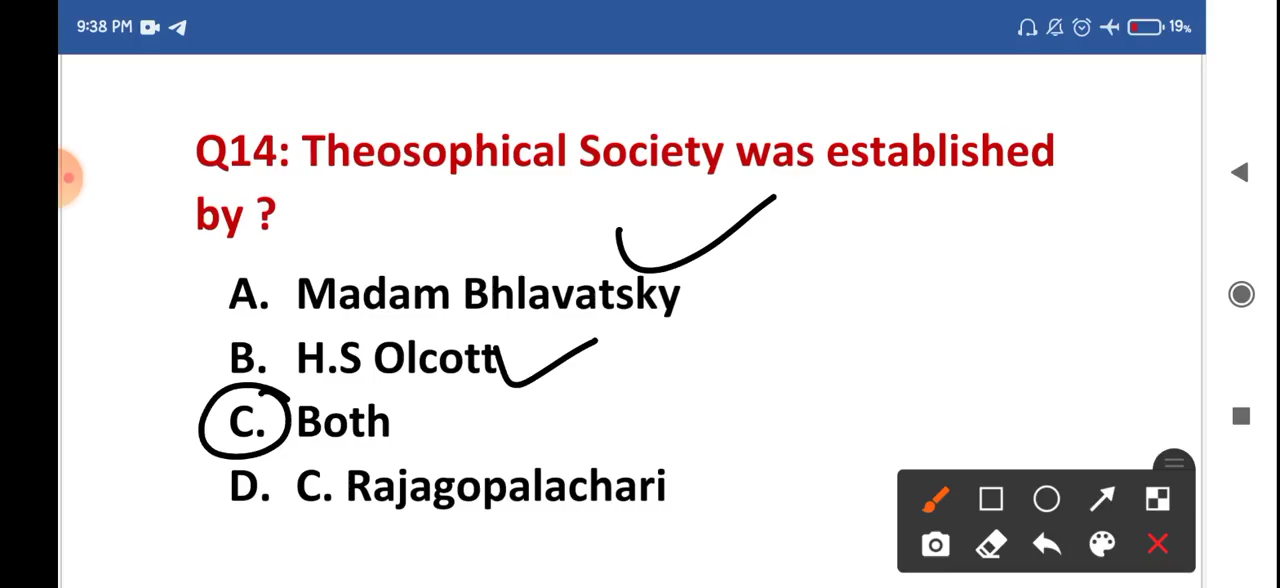 9:38 PM
19%
Q14: Theosophical Society was established
by ?
A. Madam Bhlavatsky
B. H.S Olcott
C. Both
D. C. Rajagopalachari